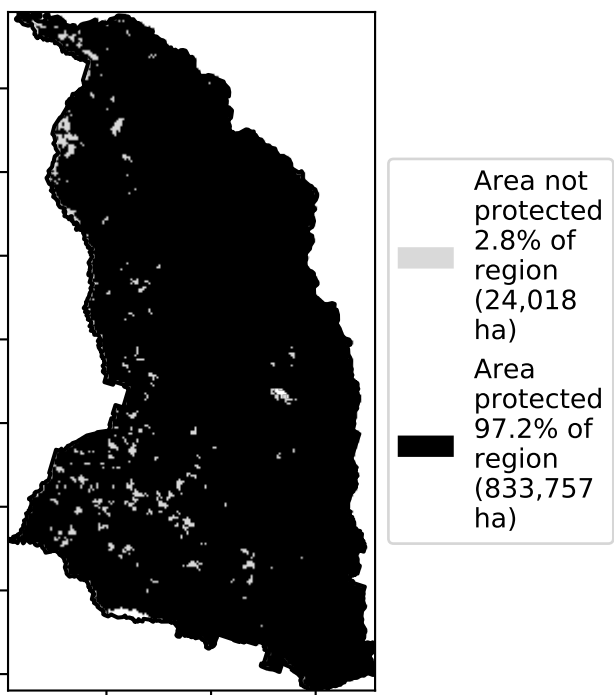 Area not
protected
2.8% of
region
(24,018
ha)
Area
protected
97.2% of
region
(833,757
ha)